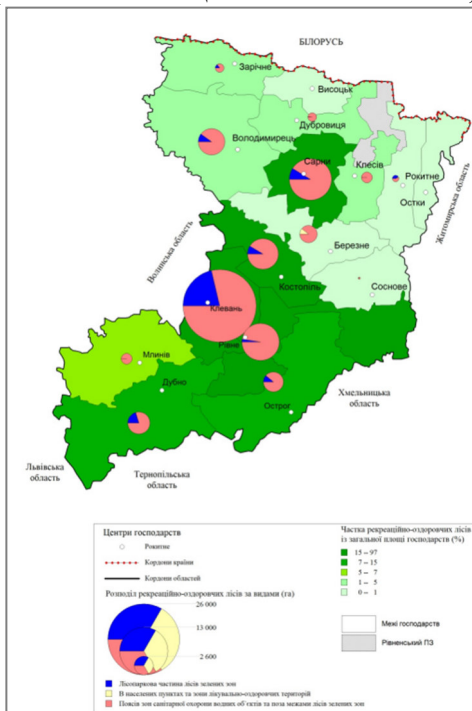 БІЛОРУСЬ
Зарічне
Висоцьк
Дубровиця
Володимирець
Сарни
Клесів
Рокитне
Остки
Житомирська область
Волинська область
Березне
Костопіль
Соснове
Клевань
Рівне
Млинів
Дубно
Острог
Хмельницька
область
Львівська
область
Тернопільська
область
Центри господарств
Рокитне
Кордони країни
Кордони областей
Розподіл рекреаційно-оздоровчих лісів за видами (га)
26 000
13 000
2 600
Лісопаркова частина лісів зелених зон
В населених пунктах та зони лікувально-оздоровчих територій
Поясів зон санітарної охорони водних об'єктів та поза межами лісів зелених зон
Частка рекреаційно-оздоровчих лісів
із загальної площі господарств (%)
15 – 97
7 – 15
5 – 7
1 – 5
0 – 1
Межі господарств
Рівненський ПЗ